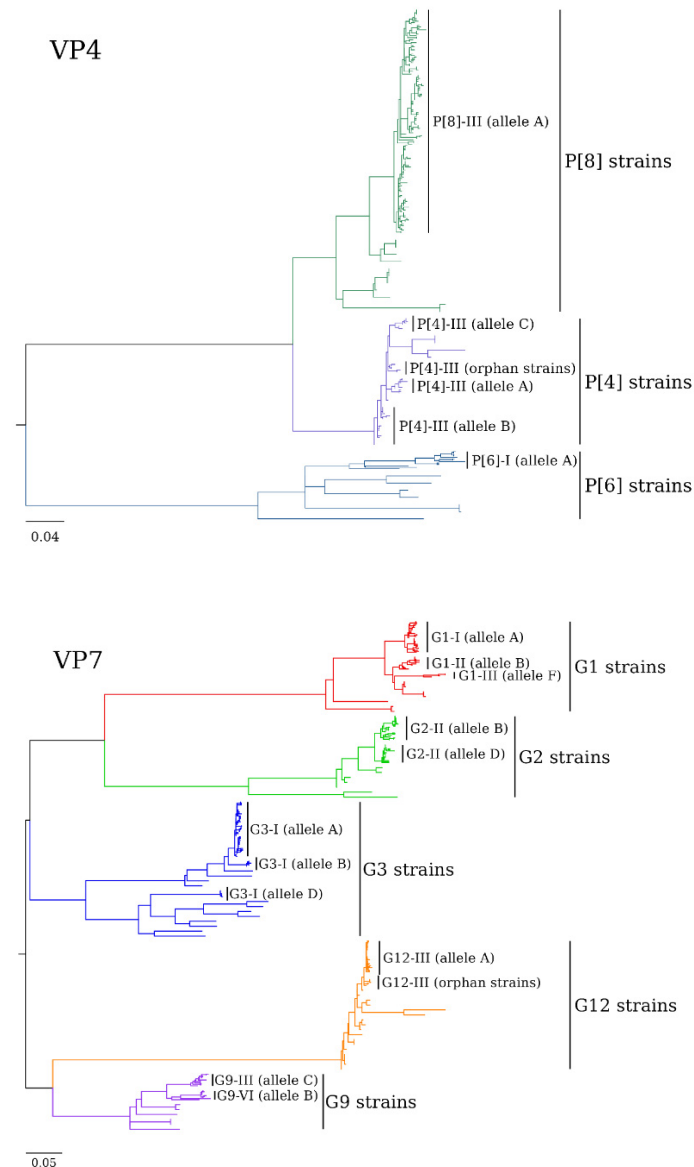 VP4
P[8]-III (allele A)
P[8] strains
P[4]-III (allele C)
P[4]-III (orphan strains)
P[4]-III (allele A)
P[4]-III (allele B)
P[4] strains
P[6]-I (allele A)
P[6] strains
0.04
VP7
G1-I (allele A)
G1-II (allele B)
G1-III (allele F)
G1 strains
G2-II (allele B)
G2-II (allele D)
G2 strains
G3-I (allele A)
G3-I (allele B)
G3-I (allele D)
G3 strains
G12-III (allele A)
G12-III (orphan strains)
G12 strains
G9-III (allele C)
G9-VI (allele B)
G9 strains
0.05